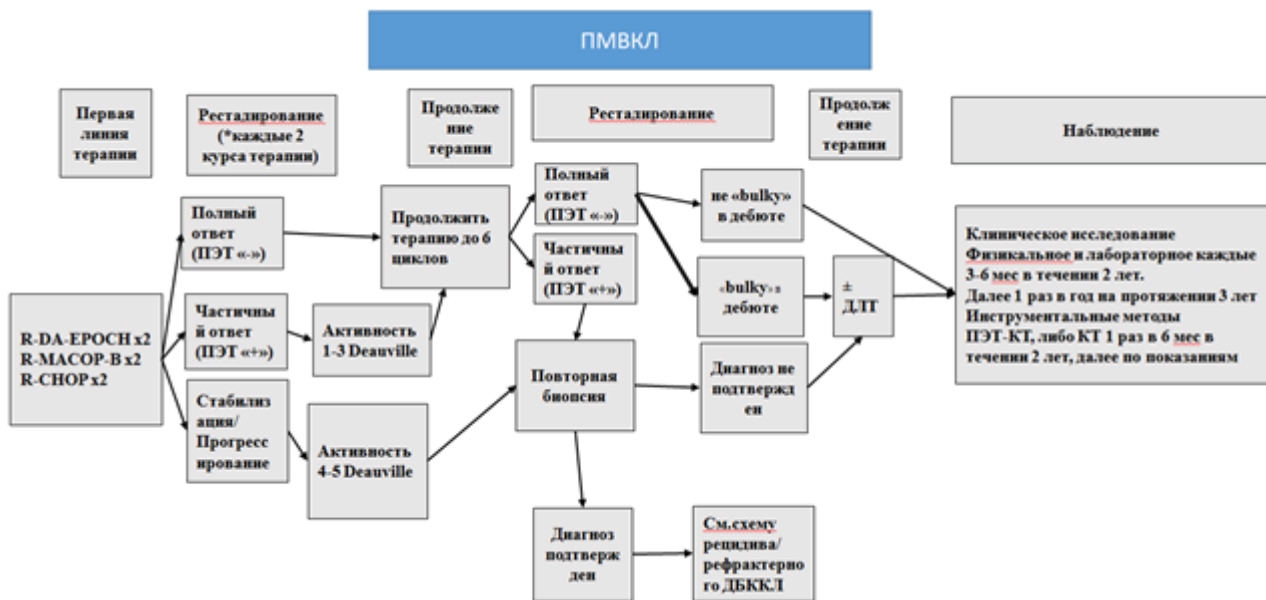 ПМВКЛ
Первая
линия
терапии
Рестадирование
(*каждые 2
курса терапии)
Продолже
ние
терапии
Рестадирование
Продолж
ение
терапии
Наблюдение
Полный
ответ
(ПЭТ «-»)
Продолжить
терапию до 6
циклов
Полный
ответ
(ПЭТ «-»)
не «bulky»
в дебюте
Частичный
ответ
(ПЭТ «+»)
«bulky» в
дебюте
±
ДЛТ
Клиническое исследование
Физикальное и лабораторное каждые
3-6 мес в течении 2 лет.
Далее 1 раз в год на протяжении 3 лет
Инструментальные методы
ПЭТ-КТ, либо КТ 1 раз в 6 мес в
течении 2 лет, далее по показаниям
R-DA-EPOCH x2
R-MACOP-B x2
R-CHOP x2
Частичны
й ответ
(ПЭТ «+»)
Активность
1-3 Deauville
Стабилиз
ация/
Прогресс
ирование
Активность
4-5 Deauville
Повторная
биопсия
Диагноз не
подтвержд
ен
Диагноз
подтверж
ден
См.схему
рецидива/
рефрактерно
го ДБККЛ